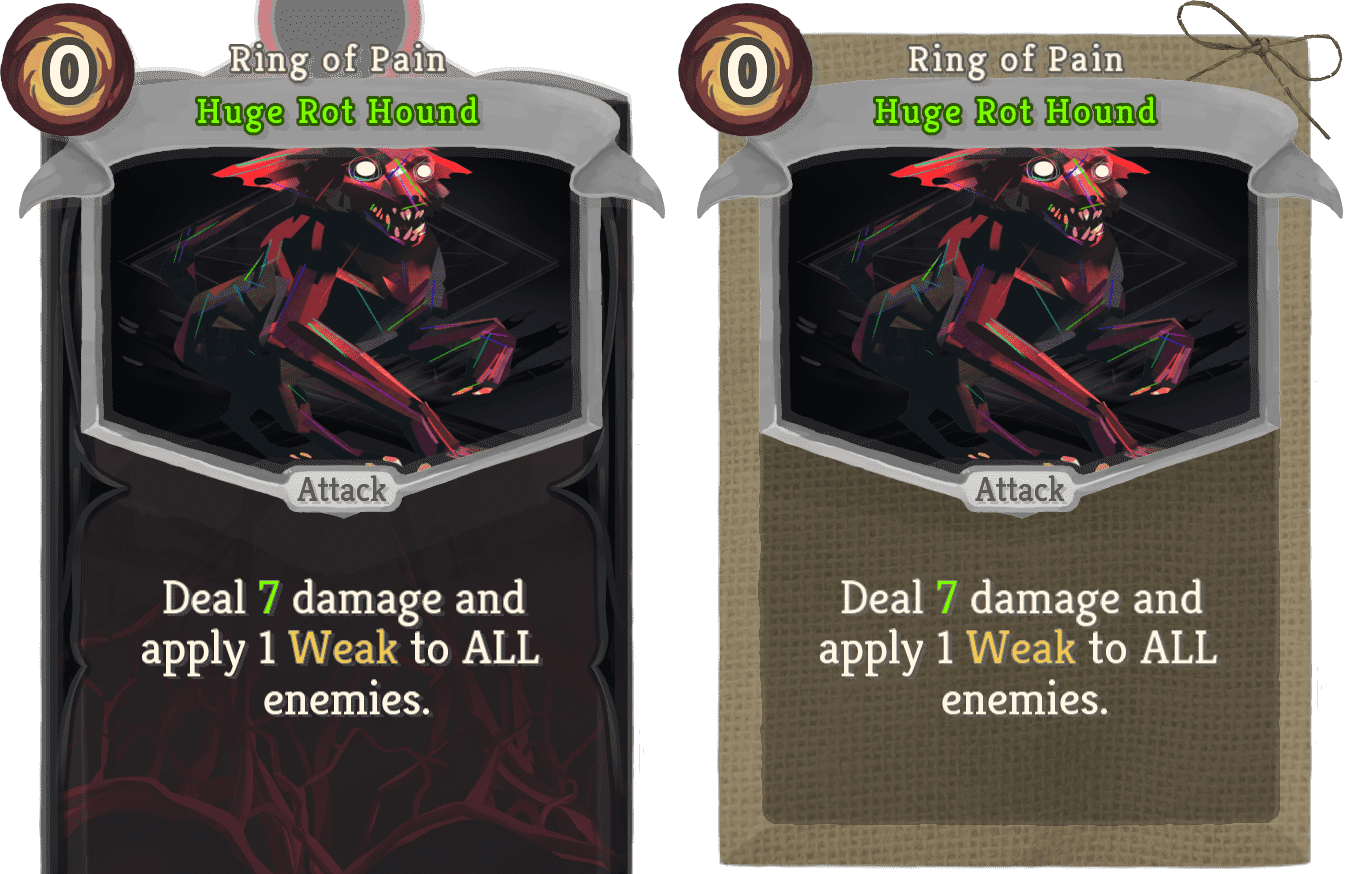 0
Ring of Pain
Huge Rot Hound
Attack
Deal 7 damage and
apply 1 Weak to ALL
enemies.
0
Ring of Pain
Huge Rot Hound
Attack
Deal 7 damage and
apply 1 Weak to ALL
enemies.